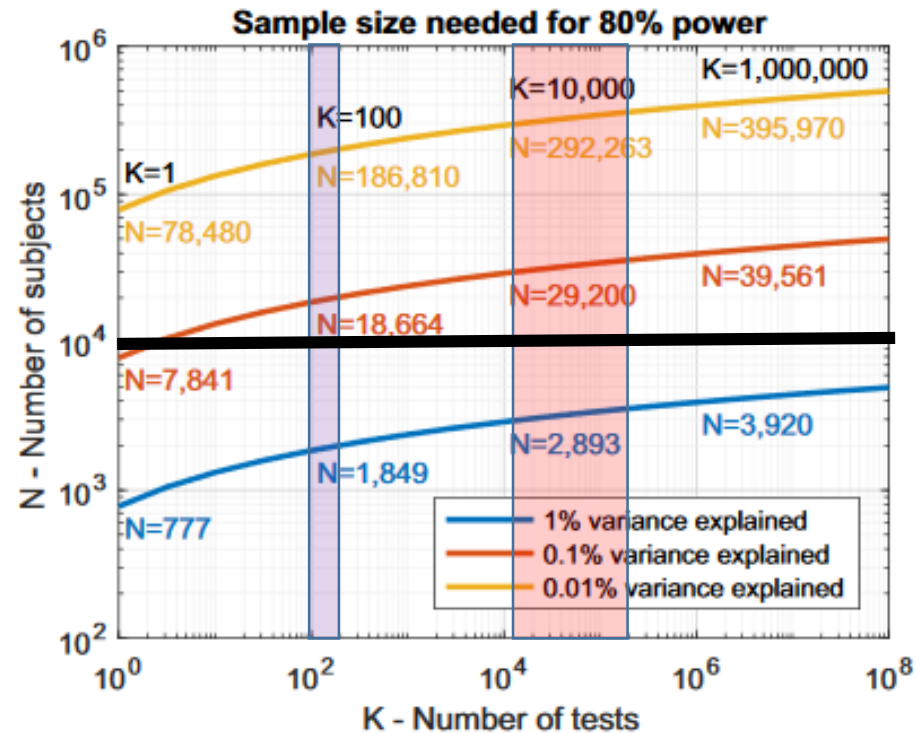 Sample size needed for 80% power
10^6
K=1,000,000
K=10,000
K=100
N=395,970
N=292,263
K=1
N=186,810
10^5
N=78,480
N=39,561
N=29,200
N=18,664
10^4
N=7,841
N=3,920
N=2,893
N=1,849
10^3
N=777
1% variance explained
0.1% variance explained
0.01% variance explained
10^2
10^0 10^2 10^4 10^6 10^8
K - Number of tests
N - Number of subjects